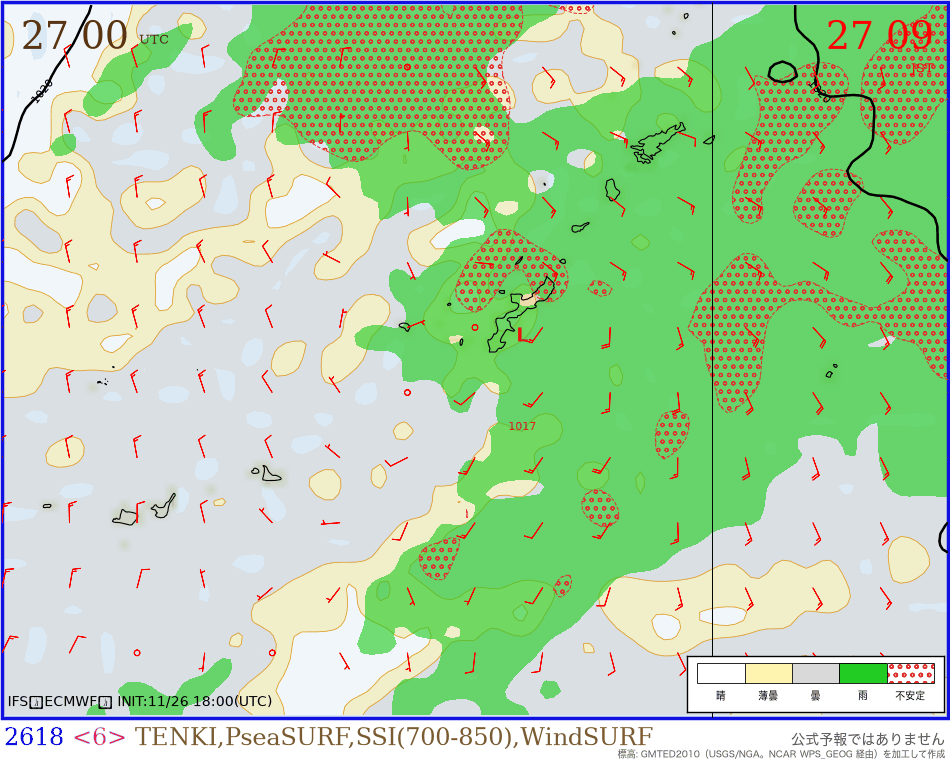 27 00 UTC
27 09
JST
1020
L
1017
晴 薄曇 曇 雨 不安定
IFS ECMWF INIT:11/26 18:00(UTC)
2618 <6> TENKI,PseaSURF,SSI(700-850),WindSURF
公式予報ではありません
標高: GMTED2010（USGS/NGA。NCAR WPS_GEOG 経由）を加工して作成